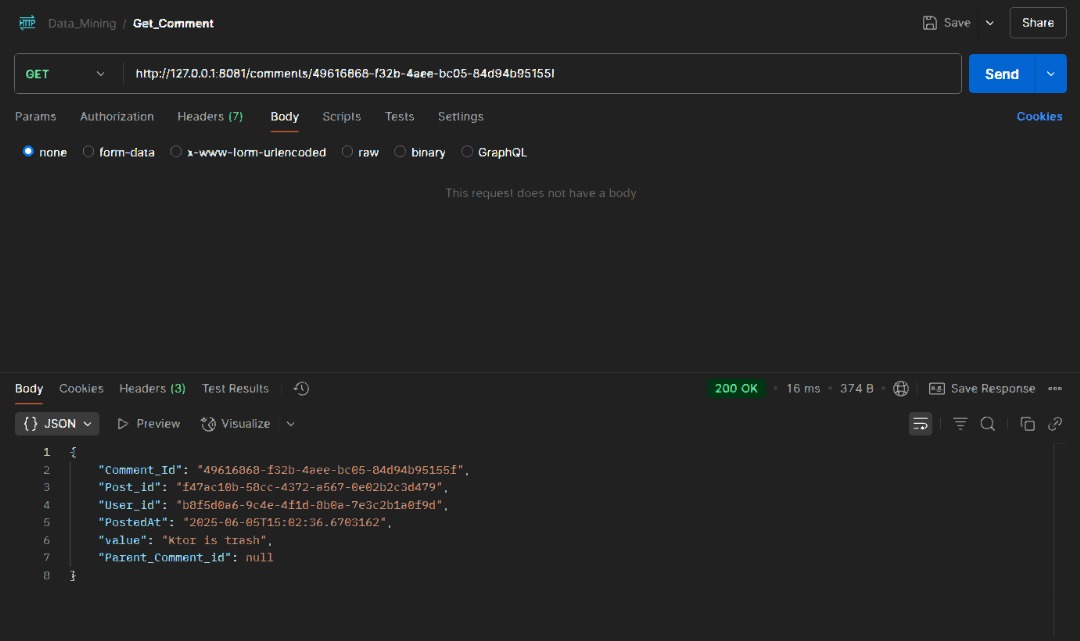 HTTP Data_Mining / Get_Comment Save Share
GET http://127.0.0.1:8081/comments/49616868-f32b-4aee-bc05-84d94b95155f Send
Params Authorization Headers (7) Body Scripts Tests Settings Cookies
none form-data x-www-form-urlencoded raw binary GraphQL
This request does not have a body
Body Cookies Headers (3) Test Results 200 OK • 16 ms • 374 B • Save Response
{} JSON Preview Visualize
1 {
2 "Comment_Id": "49616868-f32b-4aee-bc05-84d94b95155f",
3 "Post_id": "f47ac10b-58cc-4372-a567-0e02b2c3d479",
4 "User_id": "b8f5d0a6-9c4e-4f1d-8b0a-7e3c2b1a0f9d",
5 "PostedAt": "2025-06-05T15:02:36.6703162",
6 "value": "Ktor is trash",
7 "Parent_Comment_id": null
8 }